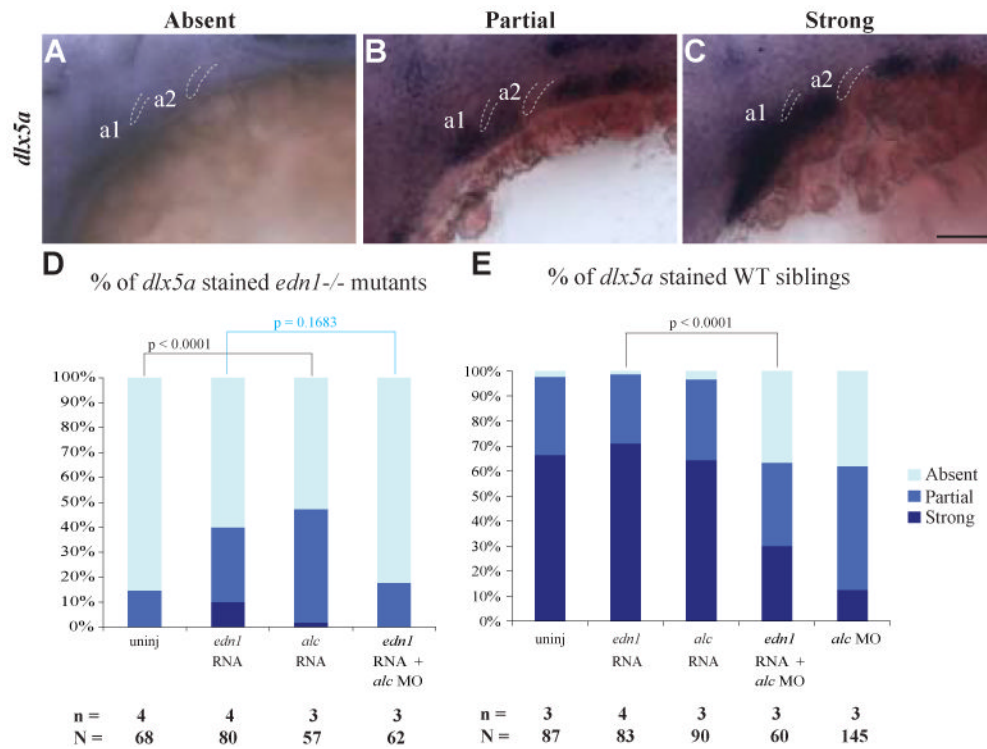 Absent Partial Strong
A B C
a1 a2 a1 a2 a1 a2
dlx5a
D E
% of dlx5a stained edn1-/- mutants
p = 0.1683
p < 0.0001
100%
90%
80%
70%
60%
50%
40%
30%
20%
10%
0%
uninj edn1 RNA alc RNA edn1 RNA + alc MO
n = 4 4 3 3
N = 68 80 57 62
% of dlx5a stained WT siblings
p < 0.0001
100%
90%
80%
70%
60%
50%
40%
30%
20%
10%
0%
uninj edn1 RNA alc RNA edn1 RNA + alc MO alc MO
3 4 3 3 3
87 83 90 60 145
Absent
Partial
Strong